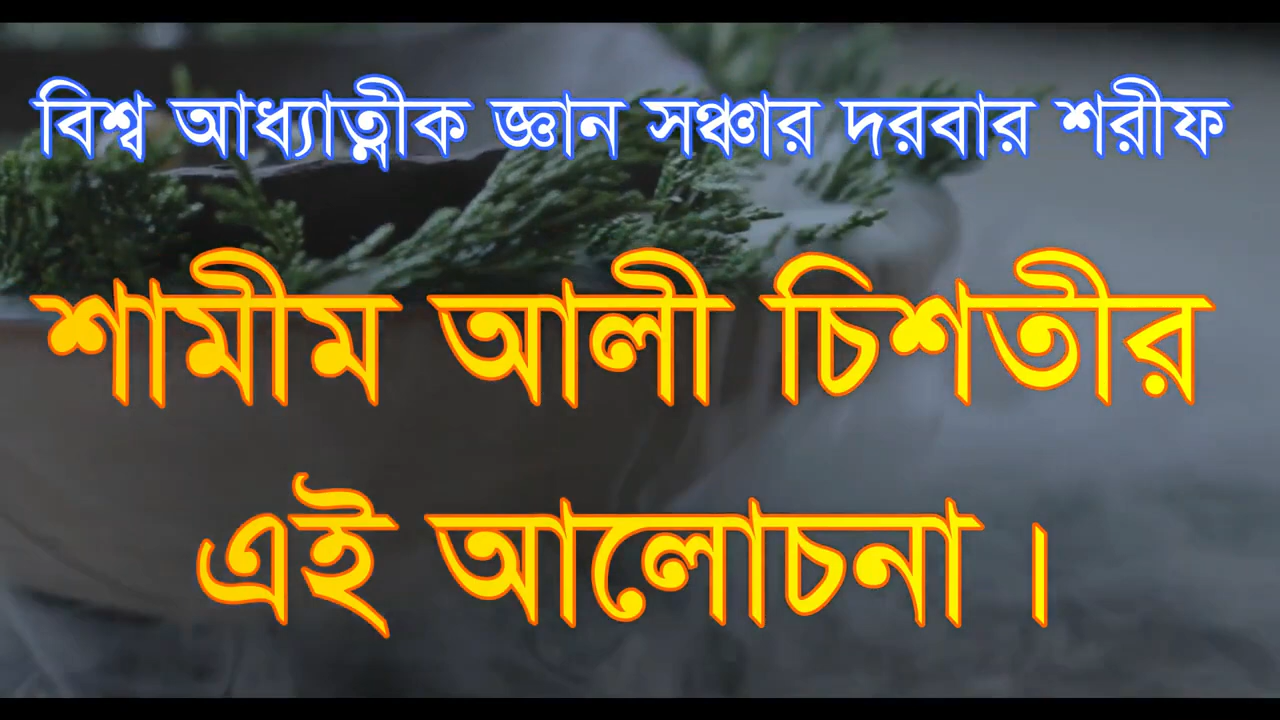 বিশ্ব আধ্যাত্নীক জ্ঞান সঞ্চার দরবার শরীফ
শামীম আলী চিশতীর
এই আলোচনা ।